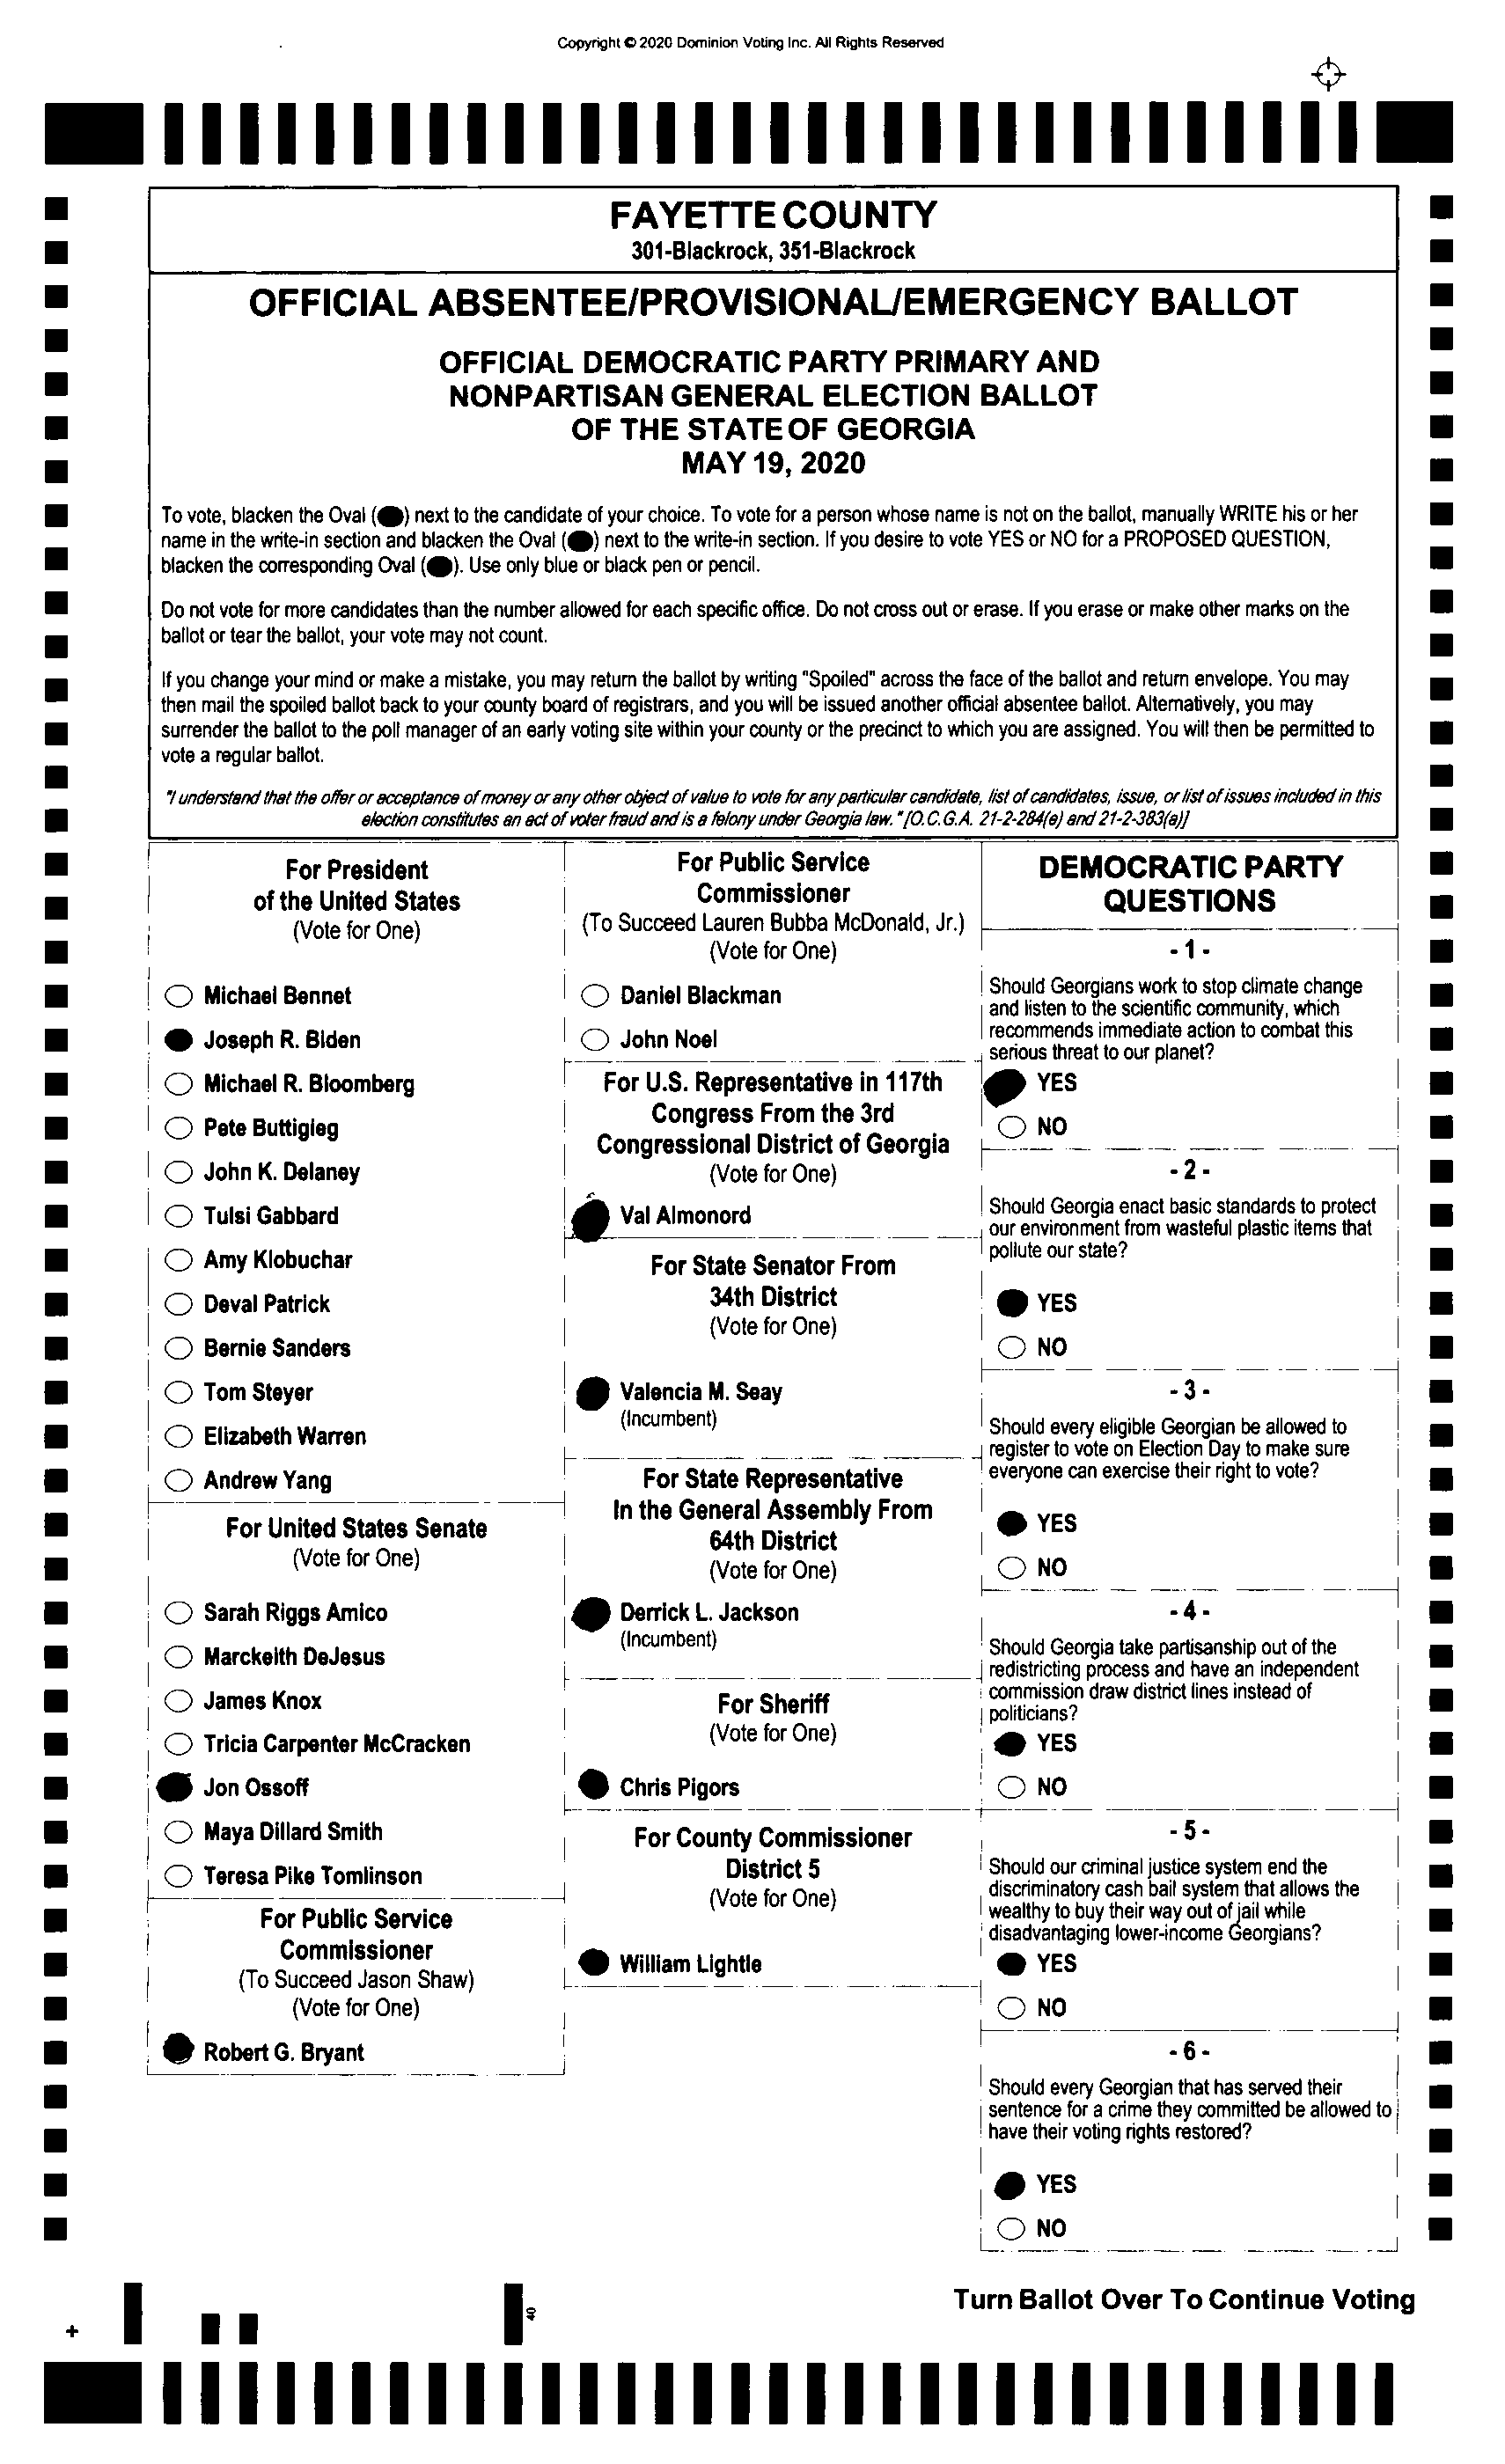 Copyright © 2020 Dominion Voting Inc. All Rights Reserved
FAYETTE COUNTY
301-Blackrock, 351-Blackrock
OFFICIAL ABSENTEE/PROVISIONAL/EMERGENCY BALLOT
OFFICIAL DEMOCRATIC PARTY PRIMARY AND
NONPARTISAN GENERAL ELECTION BALLOT
OF THE STATE OF GEORGIA
MAY 19, 2020
To vote, blacken the Oval (●) next to the candidate of your choice. To vote for a person whose name is not on the ballot, manually WRITE his or her
name in the write-in section and blacken the Oval (●) next to the write-in section. If you desire to vote YES or NO for a PROPOSED QUESTION,
blacken the corresponding Oval (●). Use only blue or black pen or pencil.
Do not vote for more candidates than the number allowed for each specific office. Do not cross out or erase. If you erase or make other marks on the
ballot or tear the ballot, your vote may not count.
If you change your mind or make a mistake, you may return the ballot by writing "Spoiled" across the face of the ballot and return envelope. You may
then mail the spoiled ballot back to your county board of registrars, and you will be issued another official absentee ballot. Alternatively, you may
surrender the ballot to the poll manager of an early voting site within your county or the precinct to which you are assigned. You will then be permitted to
vote a regular ballot.
"I understand that the offer or acceptance of money or any other object of value to vote for any particular candidate, list of candidates, issue, or list of issues included in this
election constitutes an act of voter fraud and is a felony under Georgia law." [O.C.G.A. 21-2-284(e) and 21-2-383(a)]
For President
of the United States
(Vote for One)
Michael Bennet
Joseph R. Biden
Michael R. Bloomberg
Pete Buttigieg
John K. Delaney
Tulsi Gabbard
Amy Klobuchar
Deval Patrick
Bernie Sanders
Tom Steyer
Elizabeth Warren
Andrew Yang
For United States Senate
(Vote for One)
Sarah Riggs Amico
Marckeith DeJesus
James Knox
Tricia Carpenter McCracken
Jon Ossoff
Maya Dillard Smith
Teresa Pike Tomlinson
For Public Service
Commissioner
(To Succeed Jason Shaw)
(Vote for One)
Robert G. Bryant
For Public Service
Commissioner
(To Succeed Lauren Bubba McDonald, Jr.)
(Vote for One)
Daniel Blackman
John Noel
For U.S. Representative in 117th
Congress From the 3rd
Congressional District of Georgia
(Vote for One)
Val Almonord
For State Senator From
34th District
(Vote for One)
Valencia M. Seay
(Incumbent)
For State Representative
In the General Assembly From
64th District
(Vote for One)
Derrick L. Jackson
(Incumbent)
For Sheriff
(Vote for One)
Chris Pigors
For County Commissioner
District 5
(Vote for One)
William Lightle
DEMOCRATIC PARTY
QUESTIONS
- 1 -
Should Georgians work to stop climate change
and listen to the scientific community, which
recommends immediate action to combat this
serious threat to our planet?
YES
NO
- 2 -
Should Georgia enact basic standards to protect
our environment from wasteful plastic items that
pollute our state?
YES
NO
- 3 -
Should every eligible Georgian be allowed to
register to vote on Election Day to make sure
everyone can exercise their right to vote?
YES
NO
- 4 -
Should Georgia take partisanship out of the
redistricting process and have an independent
commission draw district lines instead of
politicians?
YES
NO
- 5 -
Should our criminal justice system end the
discriminatory cash bail system that allows the
wealthy to buy their way out of jail while
disadvantaging lower-income Georgians?
YES
NO
- 6 -
Should every Georgian that has served their
sentence for a crime they committed be allowed to
have their voting rights restored?
YES
NO
Turn Ballot Over To Continue Voting
40